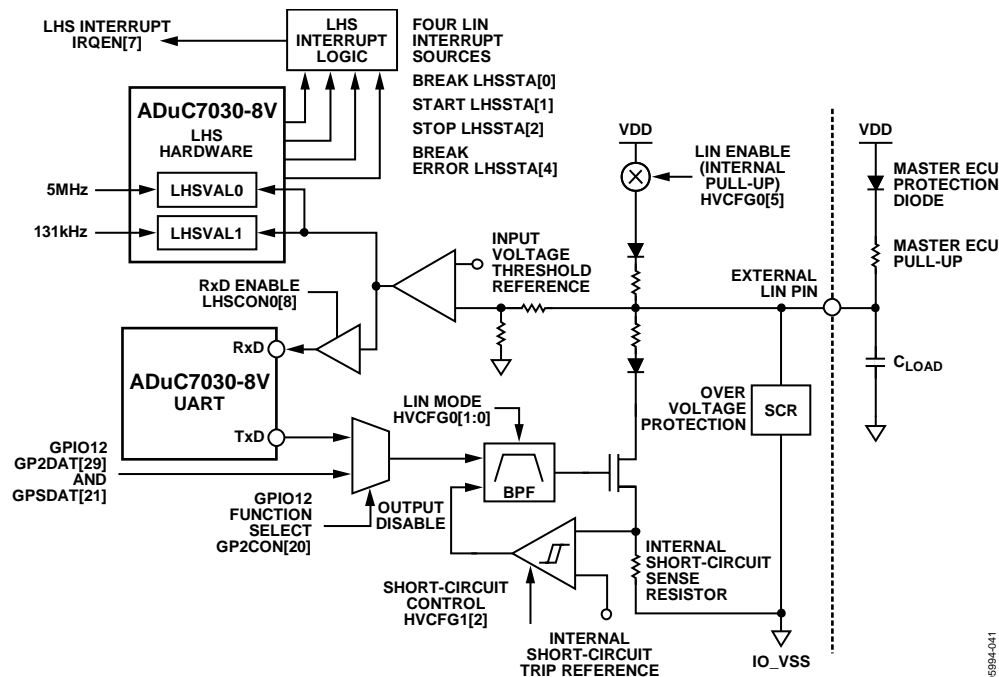 LHS INTERRUPT
IRQEN[7]
LHS
INTERRUPT
LOGIC
FOUR LIN
INTERRUPT
SOURCES
BREAK LHSSTA[0]
START LHSSTA[1]
STOP LHSSTA[2]
BREAK
ERROR LHSSTA[4]
ADuC7030-8V
LHS
HARDWARE
5MHz
LHSVAL0
131kHz
LHSVAL1
VDD
LIN ENABLE
(INTERNAL
PULL-UP)
HVCFG0[5]
VDD
MASTER ECU
PROTECTION
DIODE
MASTER ECU
PULL-UP
INPUT
VOLTAGE
THRESHOLD
REFERENCE
EXTERNAL
LIN PIN
RxD ENABLE
LHSCON0[8]
RxD
ADuC7030-8V
UART
TxD
CLOAD
OVER
VOLTAGE
PROTECTION
SCR
LIN MODE
HVCFG0[1:0]
BPF
GPIO12
GP2DAT[29]
AND
GPSDAT[21]
GPIO12
FUNCTION
SELECT
GP2CON[20]
OUTPUT
DISABLE
SHORT-CIRCUIT
CONTROL
HVCFG1[2]
INTERNAL
SHORT-CIRCUIT
SENSE
RESISTOR
INTERNAL
SHORT-CIRCUIT
TRIP REFERENCE
IO_VSS